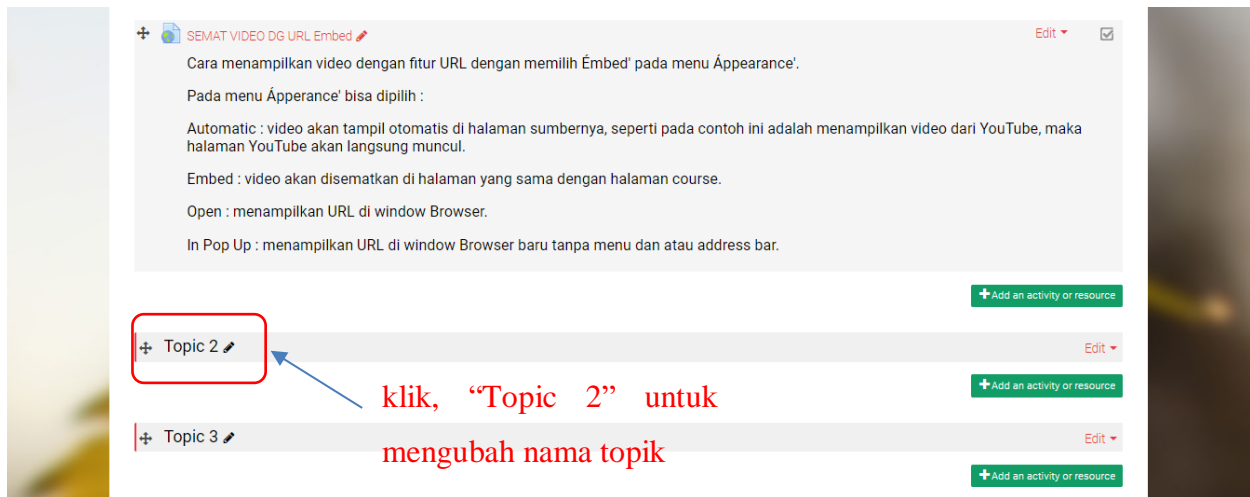 SEMAT VIDEO DG URL Embed Edit
Cara menampilkan video dengan fitur URL dengan memilih Émbed' pada menu Áppearance'.
Pada menu Ápperance' bisa dipilih :
Automatic : video akan tampil otomatis di halaman sumbernya, seperti pada contoh ini adalah menampilkan video dari YouTube, maka
halaman YouTube akan langsung muncul.
Embed : video akan disematkan di halaman yang sama dengan halaman course.
Open : menampilkan URL di window Browser.
In Pop Up : menampilkan URL di window Browser baru tanpa menu dan atau address bar.
+Add an activity or resource
Topic 2 Edit
+Add an activity or resource
klik, “Topic 2” untuk
mengubah nama topik
Topic 3 Edit
+Add an activity or resource